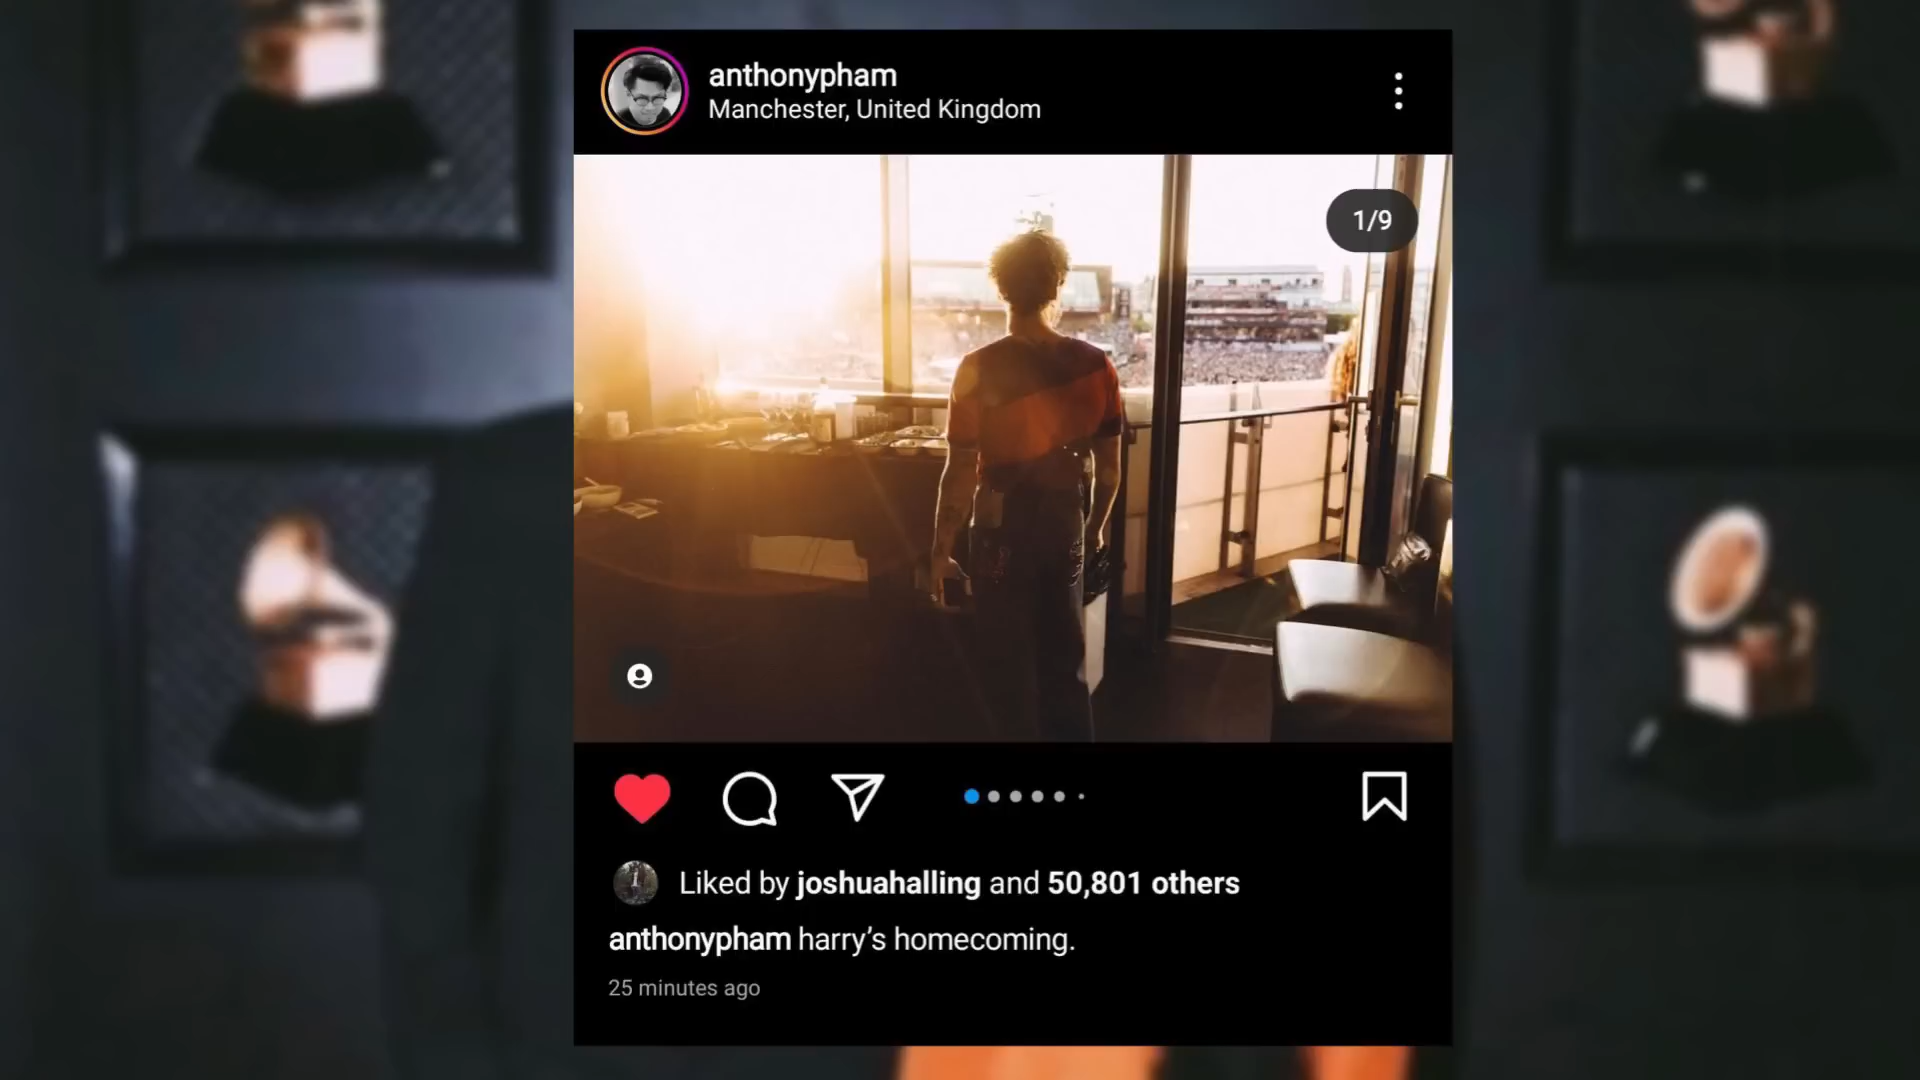 anthonypham
Manchester, United Kingdom
1/9
Liked by joshuahalling and 50,801 others
anthonypham harry's homecoming.
25 minutes ago